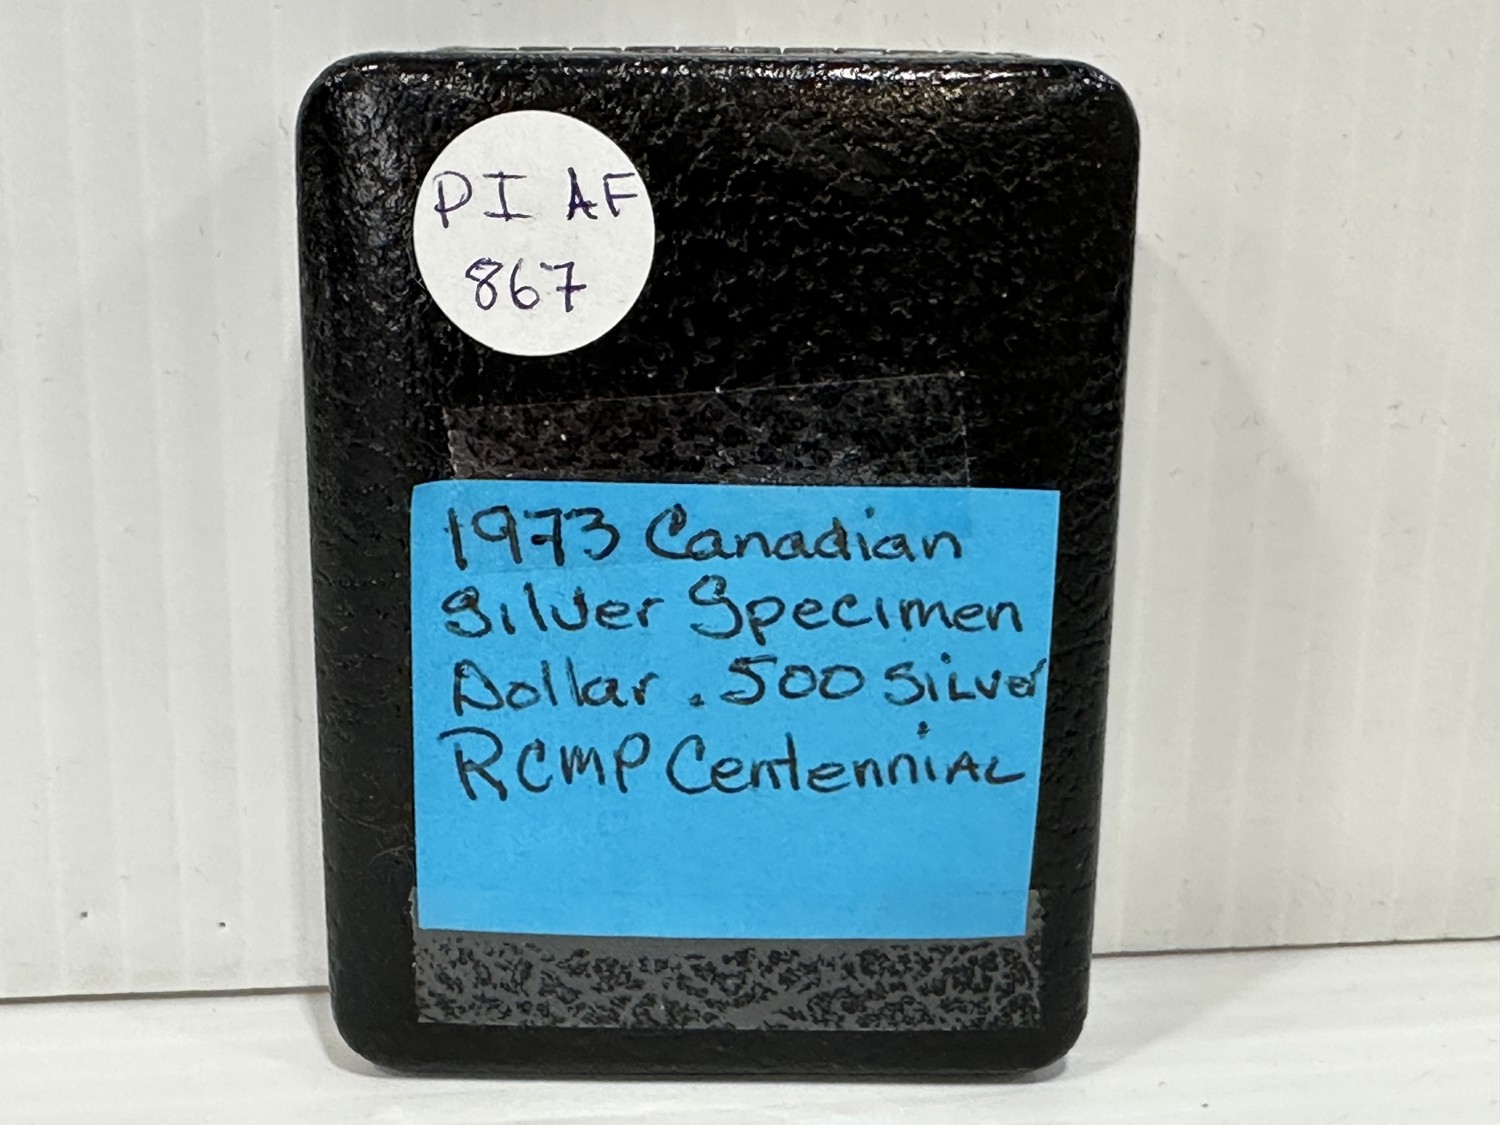 PI AF
867
1973 Canadian
Silver Specimen
Dollar .500 Silver
RCMP Centennial